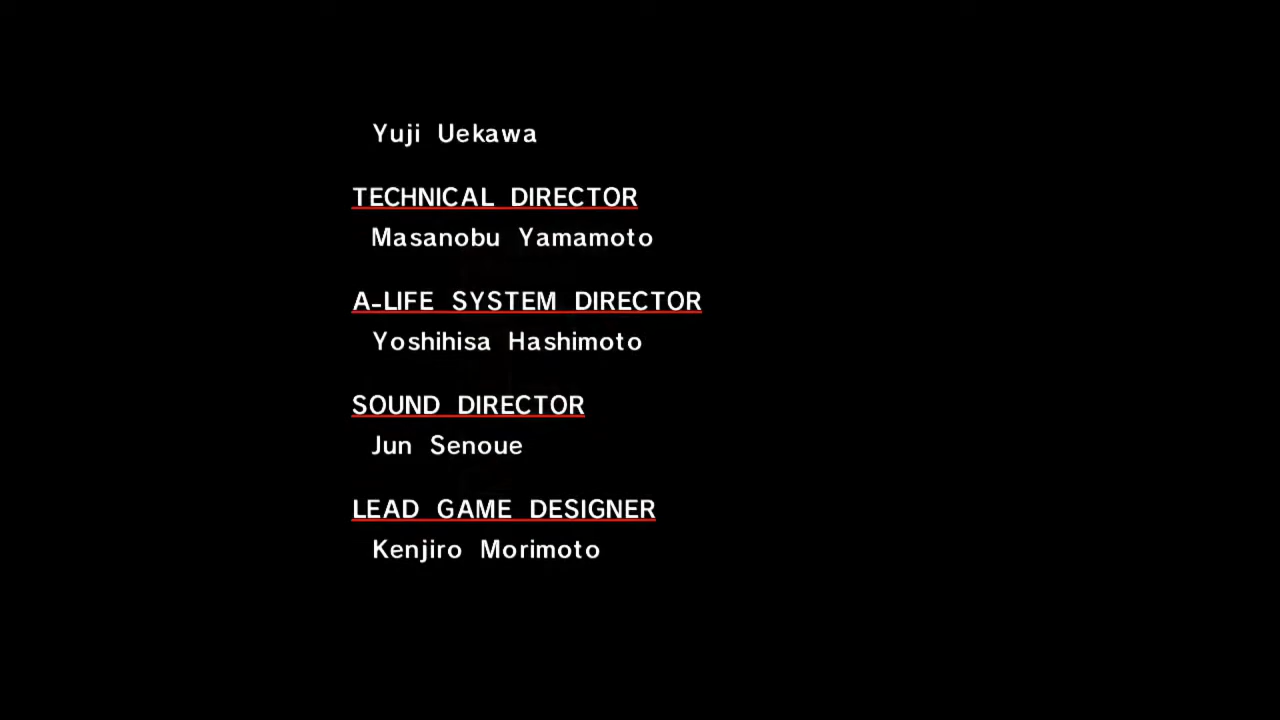 Yuji Uekawa
TECHNICAL DIRECTOR
Masanobu Yamamoto
A-LIFE SYSTEM DIRECTOR
Yoshihisa Hashimoto
SOUND DIRECTOR
Jun Senoue
LEAD GAME DESIGNER
Kenjiro Morimoto